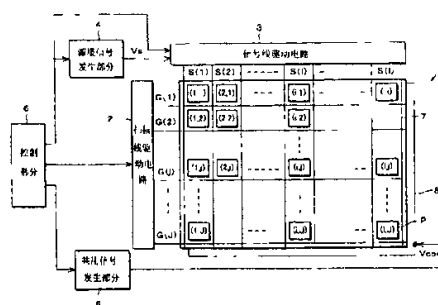 4
3
源极信号
发生部分
Vs
信号线驱动电路
S(1) S(2) S(i) S(I)
6
控制
部分
2
扫描
线驱
动电
路
G(1)
G(2)
G(j)
G(J)
(2,1)
(i,1)
(1,2)
(2,2)
(i,2)
7
(1,j)
(2,j)
(i,j)
(I,j)
8
(1,J)
(i,J)
(I,J)
P
共用信号
发生部分
5